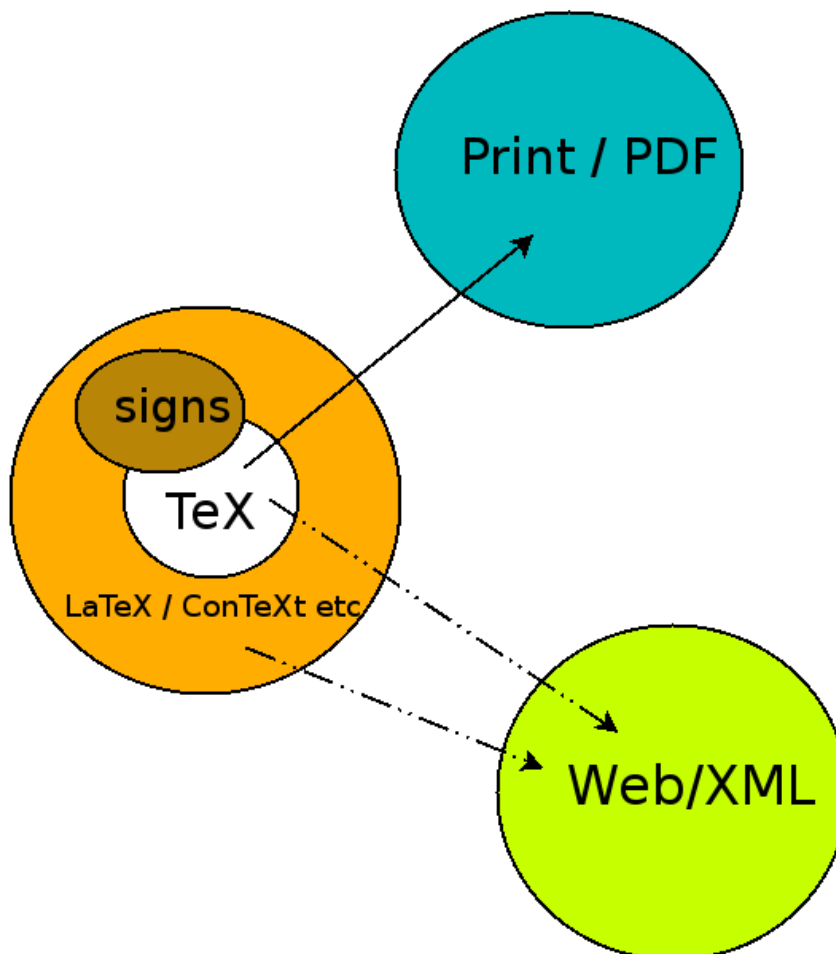 Print / PDF
signs
TeX
LaTeX / ConTeXt etc
Web/XML